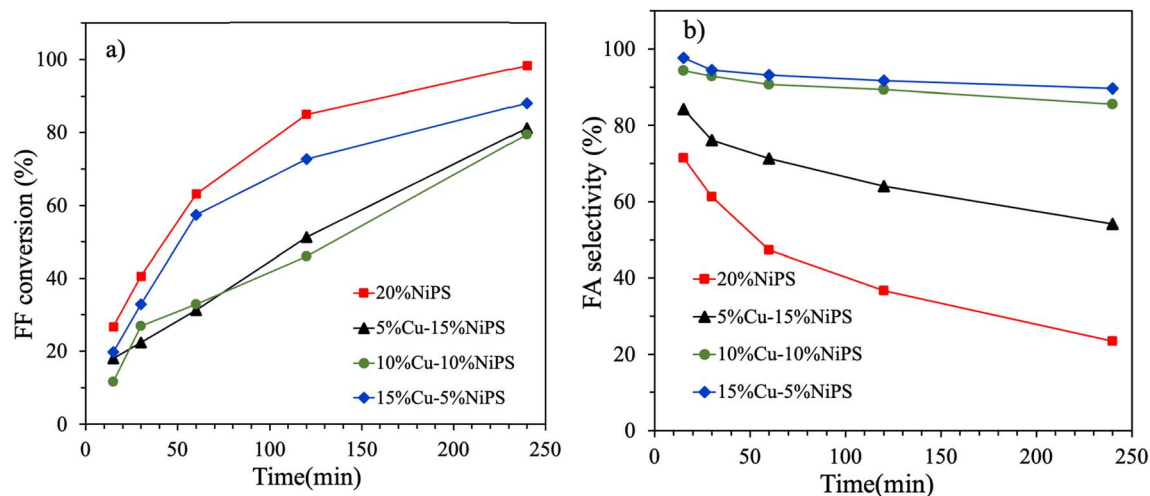 a)
FF conversion (%)
100
80
60
40
20
0
20%NiPS
5%Cu-15%NiPS
10%Cu-10%NiPS
15%Cu-5%NiPS
0 50 100 150 200 250
Time(min)
b)
FA selectivity (%)
100
80
60
40
20
0
20%NiPS
5%Cu-15%NiPS
10%Cu-10%NiPS
15%Cu-5%NiPS
0 50 100 150 200 250
Time(min)